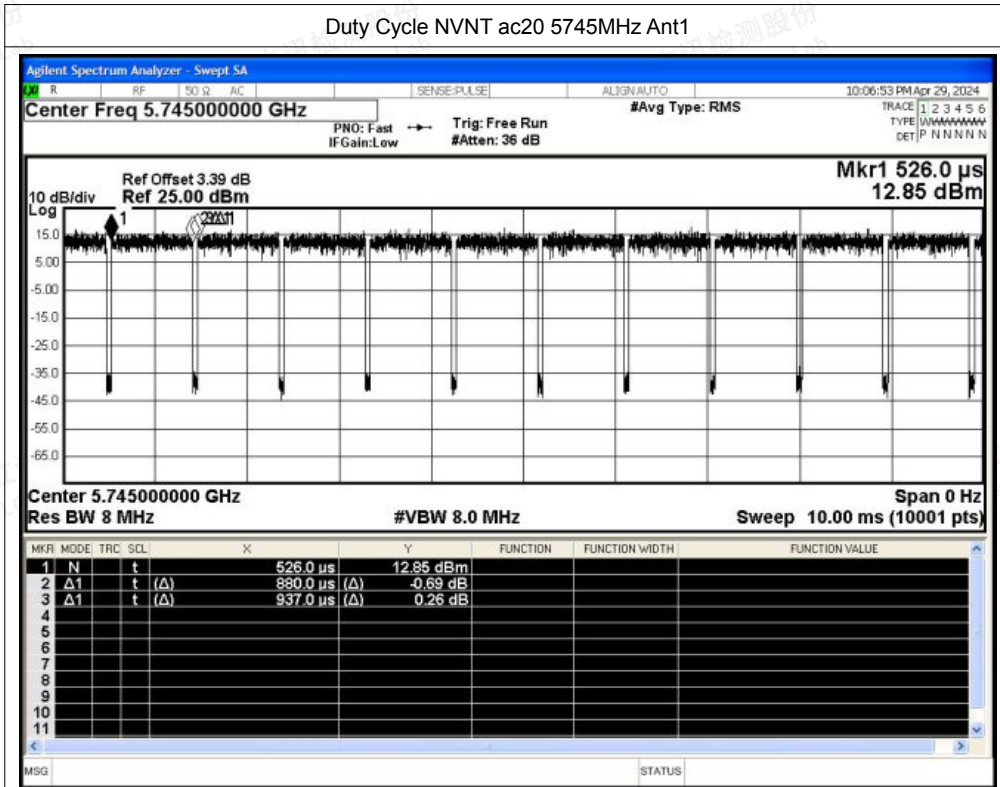 Duty Cycle NVNT ac20 5745MHz Ant1
Agilent Spectrum Analyzer - Swept SA
R RF 50 Ω AC SENSE:PULSE ALIGN AUTO 10:06:53 PM Apr 29, 2024
Center Freq 5.745000000 GHz #Avg Type: RMS TRACE 1 2 3 4 5 6
PNO: Fast Trig: Free Run TYPE WWWWWW
IFGain:Low #Atten: 36 dB DET P N N N N N
Mkr1 526.0 µs
Ref Offset 3.39 dB
10 dB/div Ref 25.00 dBm 12.85 dBm
Log
1
15.0
5.00
-5.00
-15.0
-25.0
-35.0
-45.0
-55.0
-65.0
Center 5.745000000 GHz Span 0 Hz
Res BW 8 MHz #VBW 8.0 MHz Sweep 10.00 ms (10001 pts)
MKR MODE TRC SCL X Y FUNCTION FUNCTION WIDTH FUNCTION VALUE
1 N t 526.0 µs 12.85 dBm
2 Δ1 t (Δ) 880.0 µs (Δ) -0.69 dB
3 Δ1 t (Δ) 937.0 µs (Δ) 0.26 dB
4
5
6
7
8
9
10
11
MSG STATUS